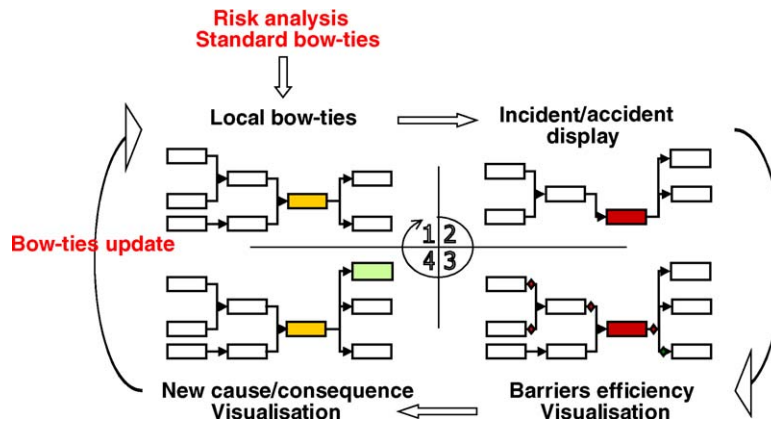 Risk analysis
Standard bow-ties
Local bow-ties
Incident/accident
display
Bow-ties update
1 2
4 3
New cause/consequence
Visualisation
Barriers efficiency
Visualisation